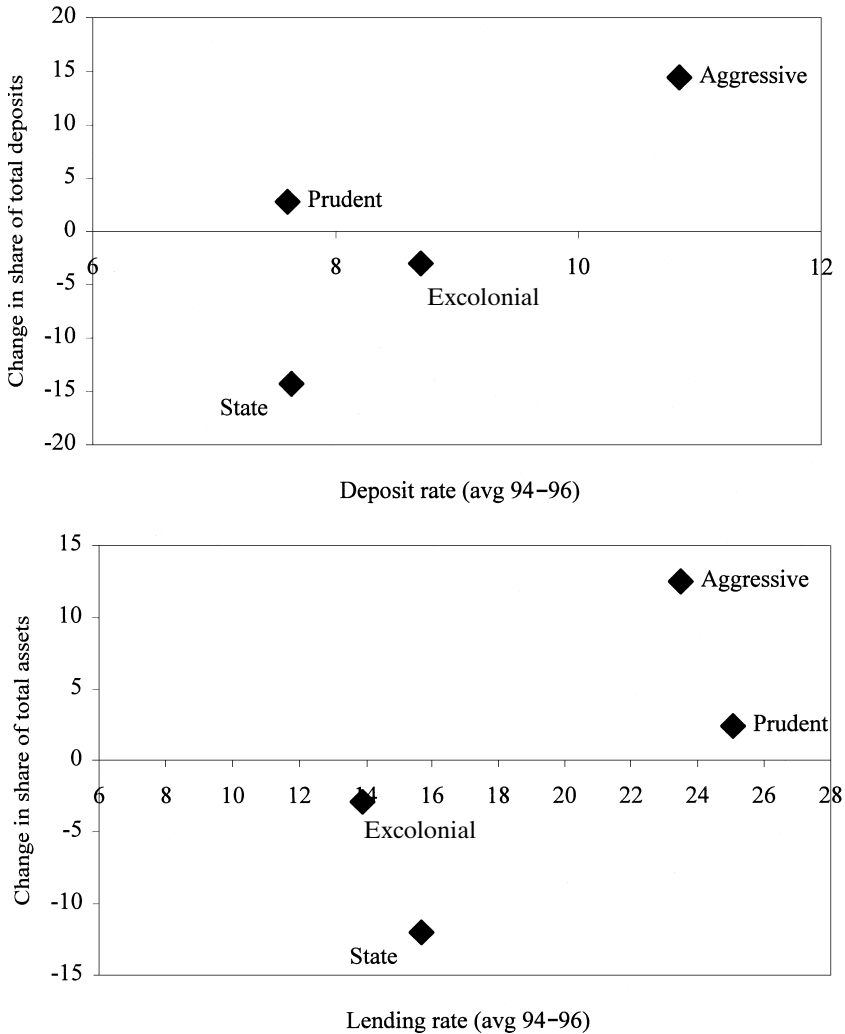 Change in share of total deposits
20
15
10
5
0
-5
-10
-15
-20
6
8
10
12
Aggressive
Prudent
Excolonial
State
Deposit rate (avg 94–96)
Change in share of total assets
15
10
5
0
-5
-10
-15
6
8
10
12
14
16
18
20
22
24
26
28
Aggressive
Prudent
Excolonial
State
Lending rate (avg 94–96)